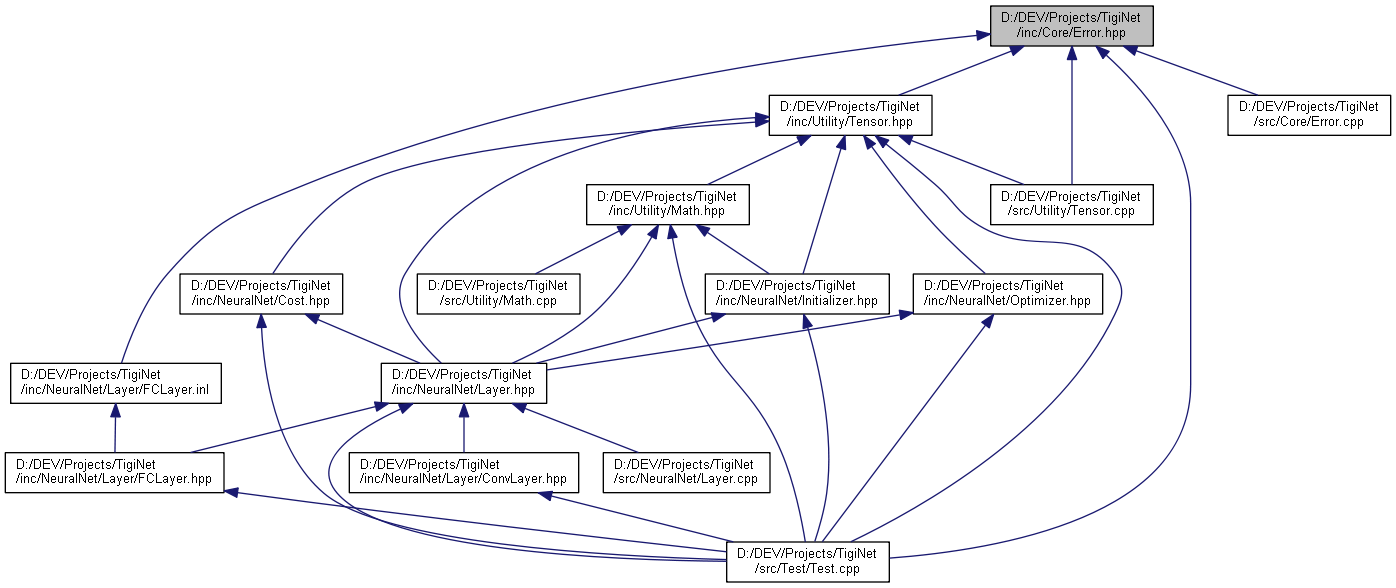 D:/DEV/Projects/TigiNet
/inc/Core/Error.hpp
D:/DEV/Projects/TigiNet
/inc/Utility/Tensor.hpp
D:/DEV/Projects/TigiNet
/src/Core/Error.cpp
D:/DEV/Projects/TigiNet
/inc/Utility/Math.hpp
D:/DEV/Projects/TigiNet
/src/Utility/Tensor.cpp
D:/DEV/Projects/TigiNet
/inc/NeuralNet/Cost.hpp
D:/DEV/Projects/TigiNet
/src/Utility/Math.cpp
D:/DEV/Projects/TigiNet
/inc/NeuralNet/Initializer.hpp
D:/DEV/Projects/TigiNet
/inc/NeuralNet/Optimizer.hpp
D:/DEV/Projects/TigiNet
/inc/NeuralNet/Layer/FCLayer.inl
D:/DEV/Projects/TigiNet
/inc/NeuralNet/Layer.hpp
D:/DEV/Projects/TigiNet
/inc/NeuralNet/Layer/FCLayer.hpp
D:/DEV/Projects/TigiNet
/inc/NeuralNet/Layer/ConvLayer.hpp
D:/DEV/Projects/TigiNet
/src/NeuralNet/Layer.cpp
D:/DEV/Projects/TigiNet
/src/Test/Test.cpp